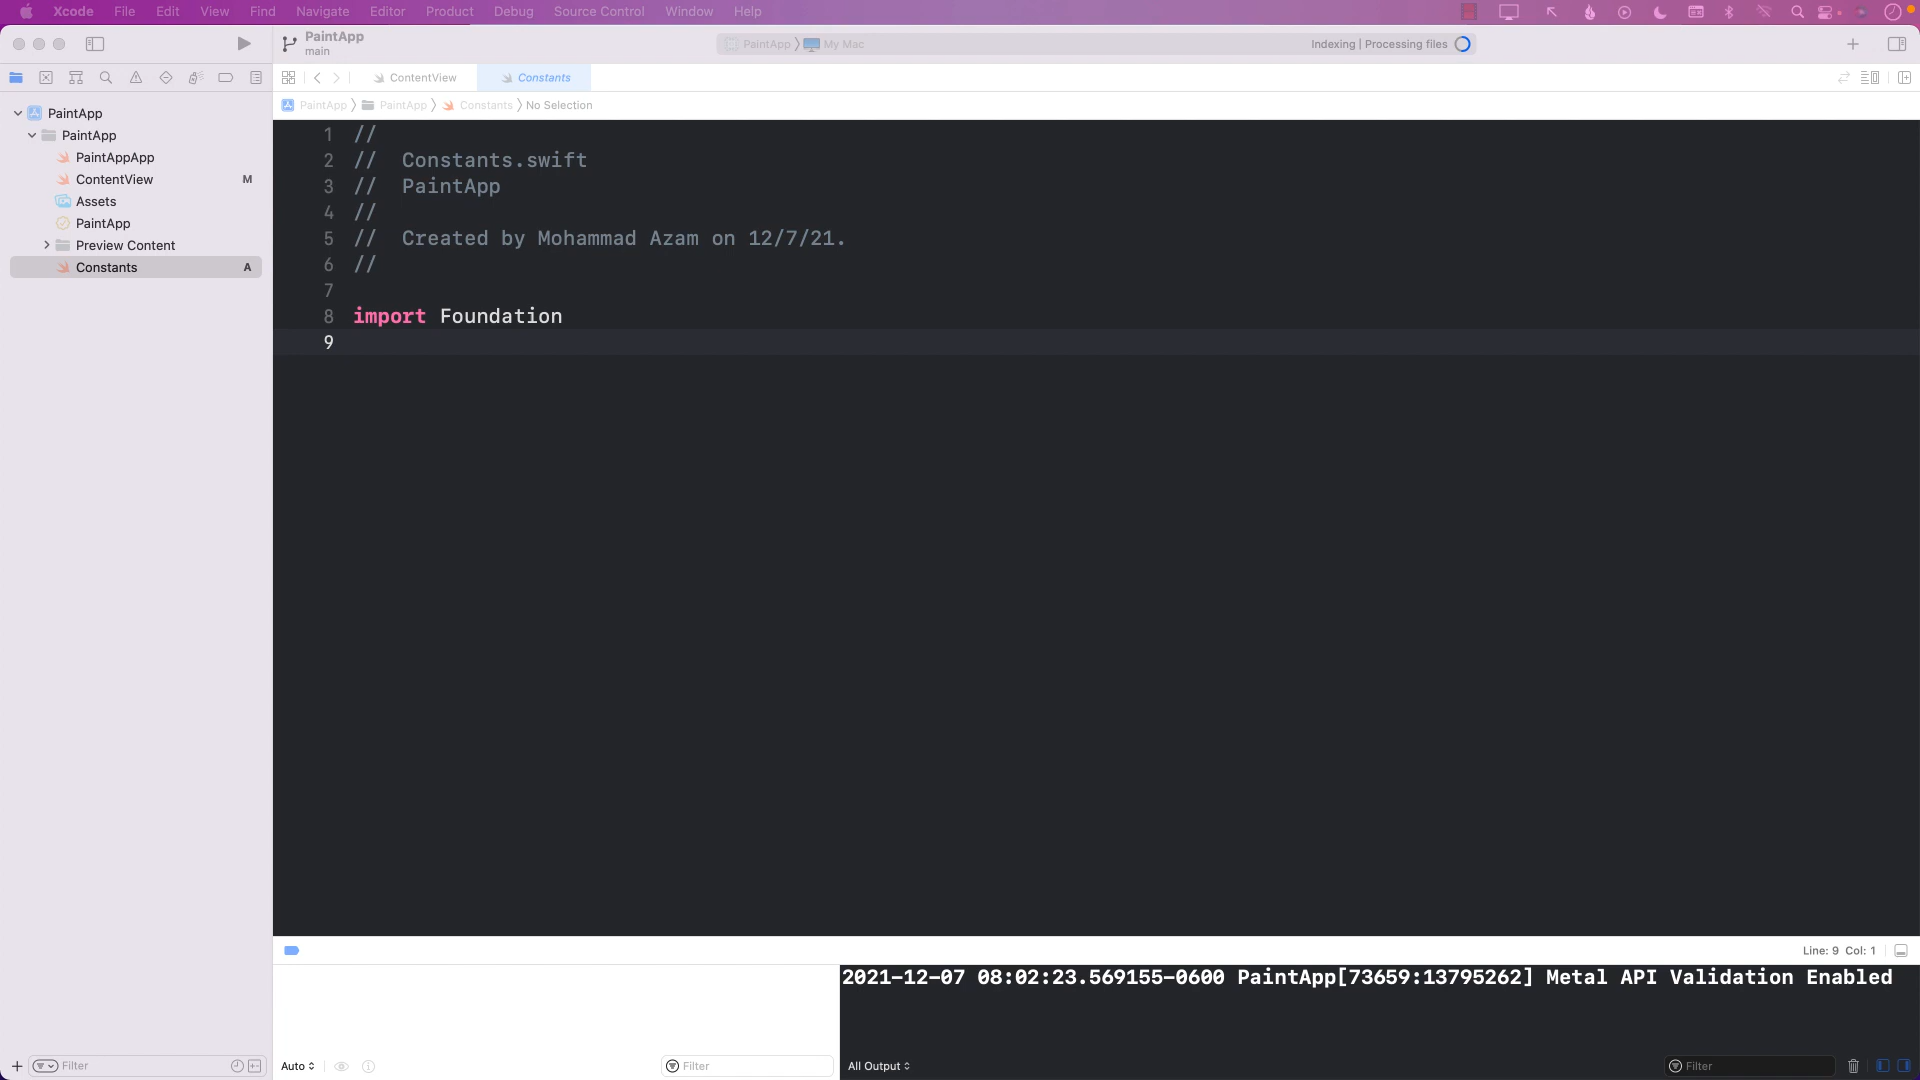 Xcode File Edit View Find Navigate Editor Product Debug Source Control Window Help
PaintApp
main
PaintApp My Mac
Indexing | Processing files
ContentView
Constants
PaintApp PaintApp Constants No Selection
PaintApp
PaintApp
PaintAppApp
ContentView M
Assets
PaintApp
Preview Content
Constants A
1 //
2 // Constants.swift
3 // PaintApp
4 //
5 // Created by Mohammad Azam on 12/7/21.
6 //
7
8 import Foundation
9
Line: 9 Col: 1
2021-12-07 08:02:23.569155-0600 PaintApp[73659:13795262] Metal API Validation Enabled
Filter
Auto
Filter
All Output
Filter